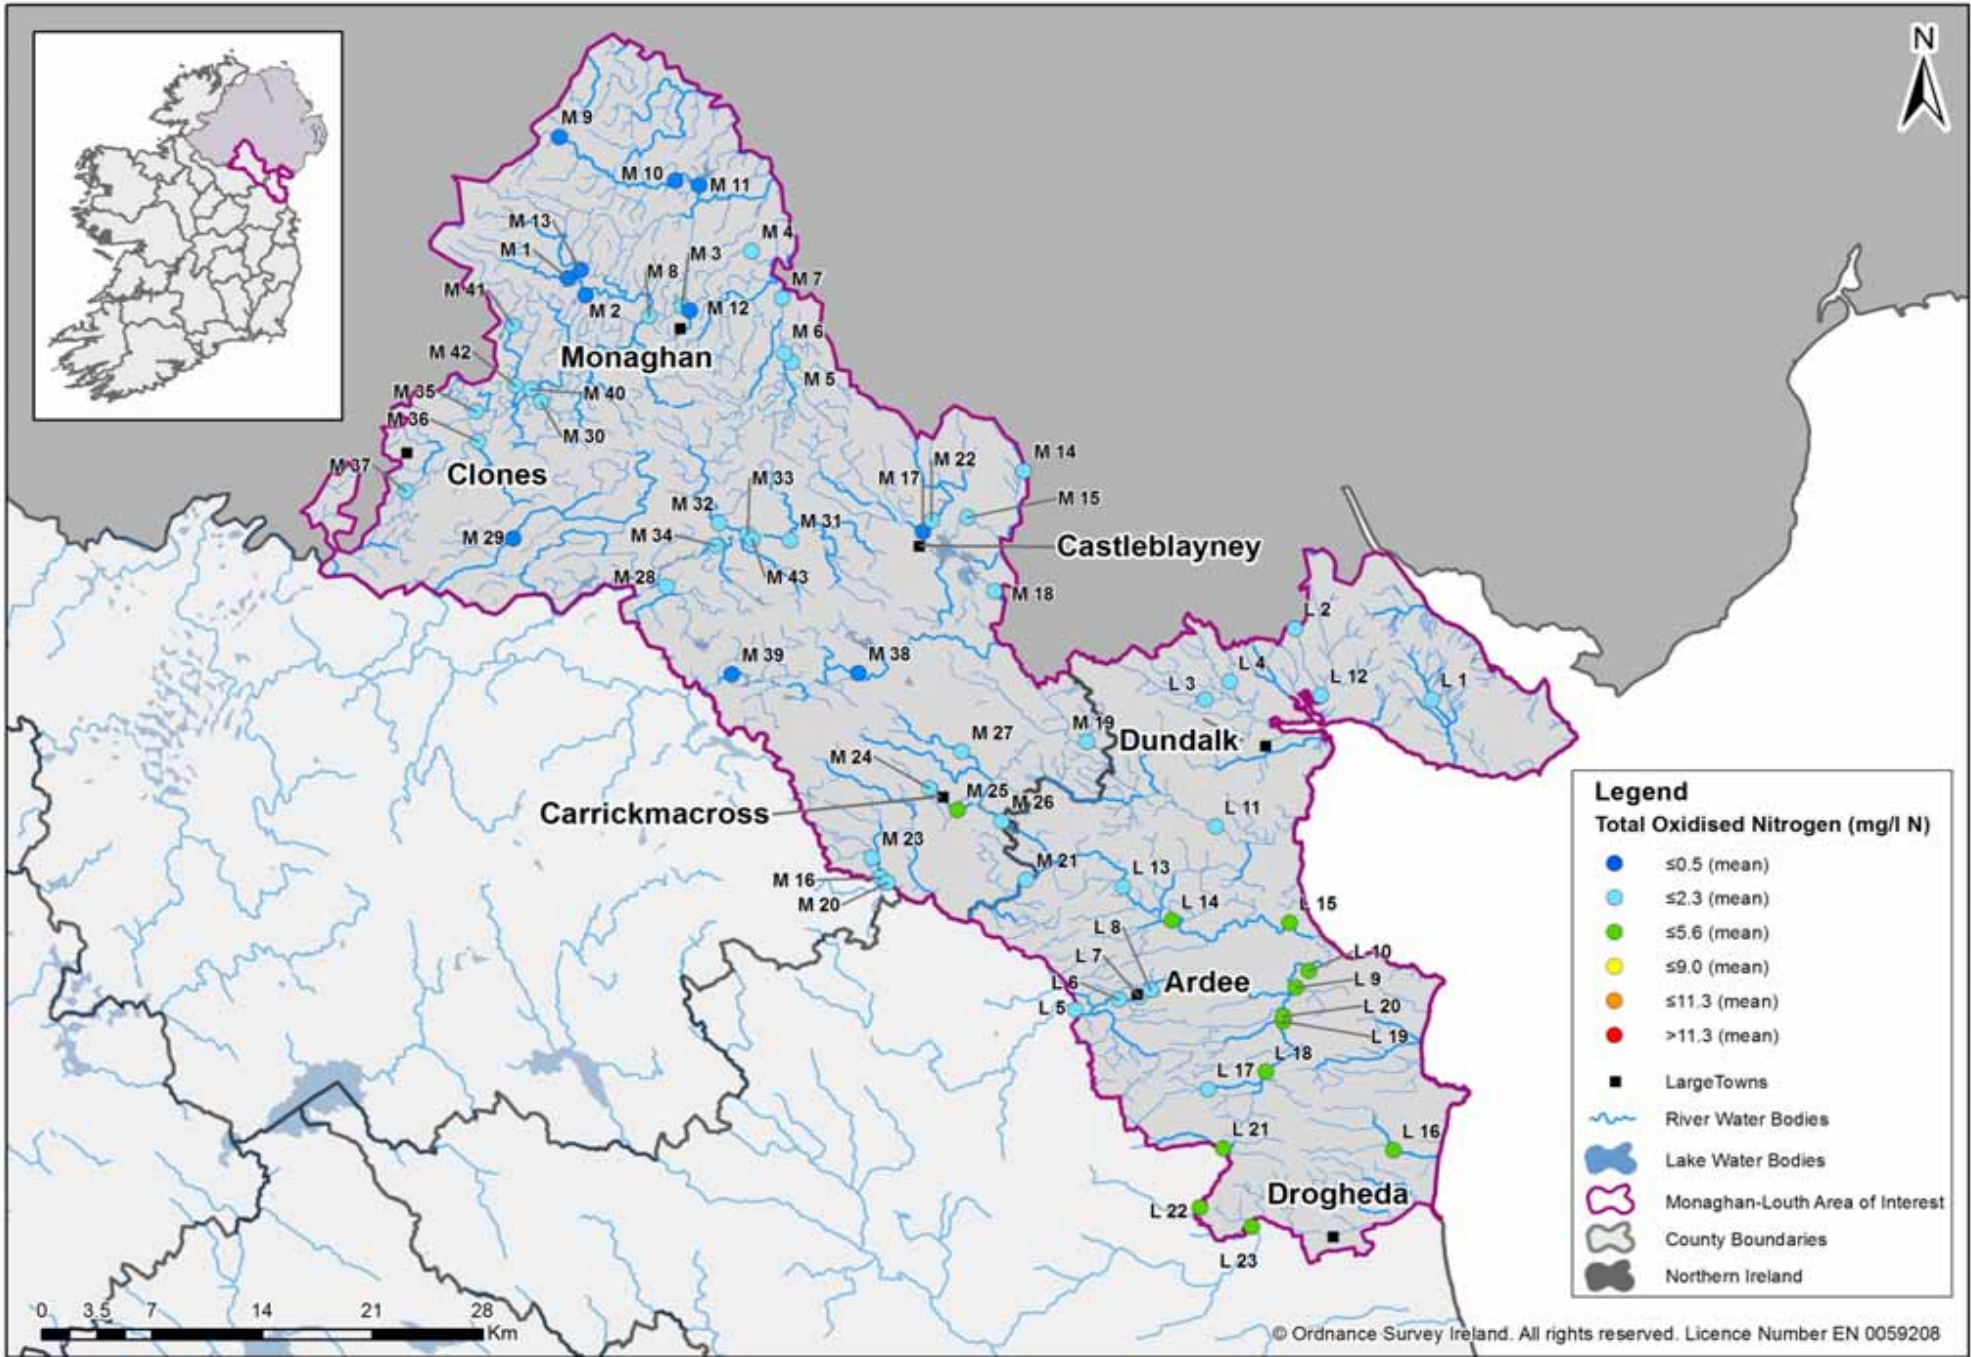 N
M 9
M 10
M 11
M 13
M 4
M 1
M 3
M 8
M 7
M 41
M 2
M 12
M 6
M 42
Monaghan
M 5
M 35
M 40
M 36
M 30
M 14
M 37
Clones
M 22
M 17
M 33
M 15
M 32
M 31
M 34
M 29
Castleblayney
M 28
M 43
M 18
L 2
M 39
M 38
L 4
L 12
L 1
L 3
M 19
M 27
Dundalk
M 24
M 25
M 26
Carrickmacross
L 11
M 23
M 21
L 13
M 16
M 20
L 14
L 15
L 8
L 10
L 7
L 6
Ardee
L 9
L 5
L 20
L 19
L 18
L 17
L 21
L 16
Drogheda
L 22
L 23
Legend
Total Oxidised Nitrogen (mg/l N)
≤0.5 (mean)
≤2.3 (mean)
≤5.6 (mean)
≤9.0 (mean)
≤11.3 (mean)
>11.3 (mean)
LargeTowns
River Water Bodies
Lake Water Bodies
Monaghan-Louth Area of Interest
County Boundaries
Northern Ireland
0 3.5 7 14 21 28
Km
© Ordnance Survey Ireland. All rights reserved. Licence Number EN 0059208